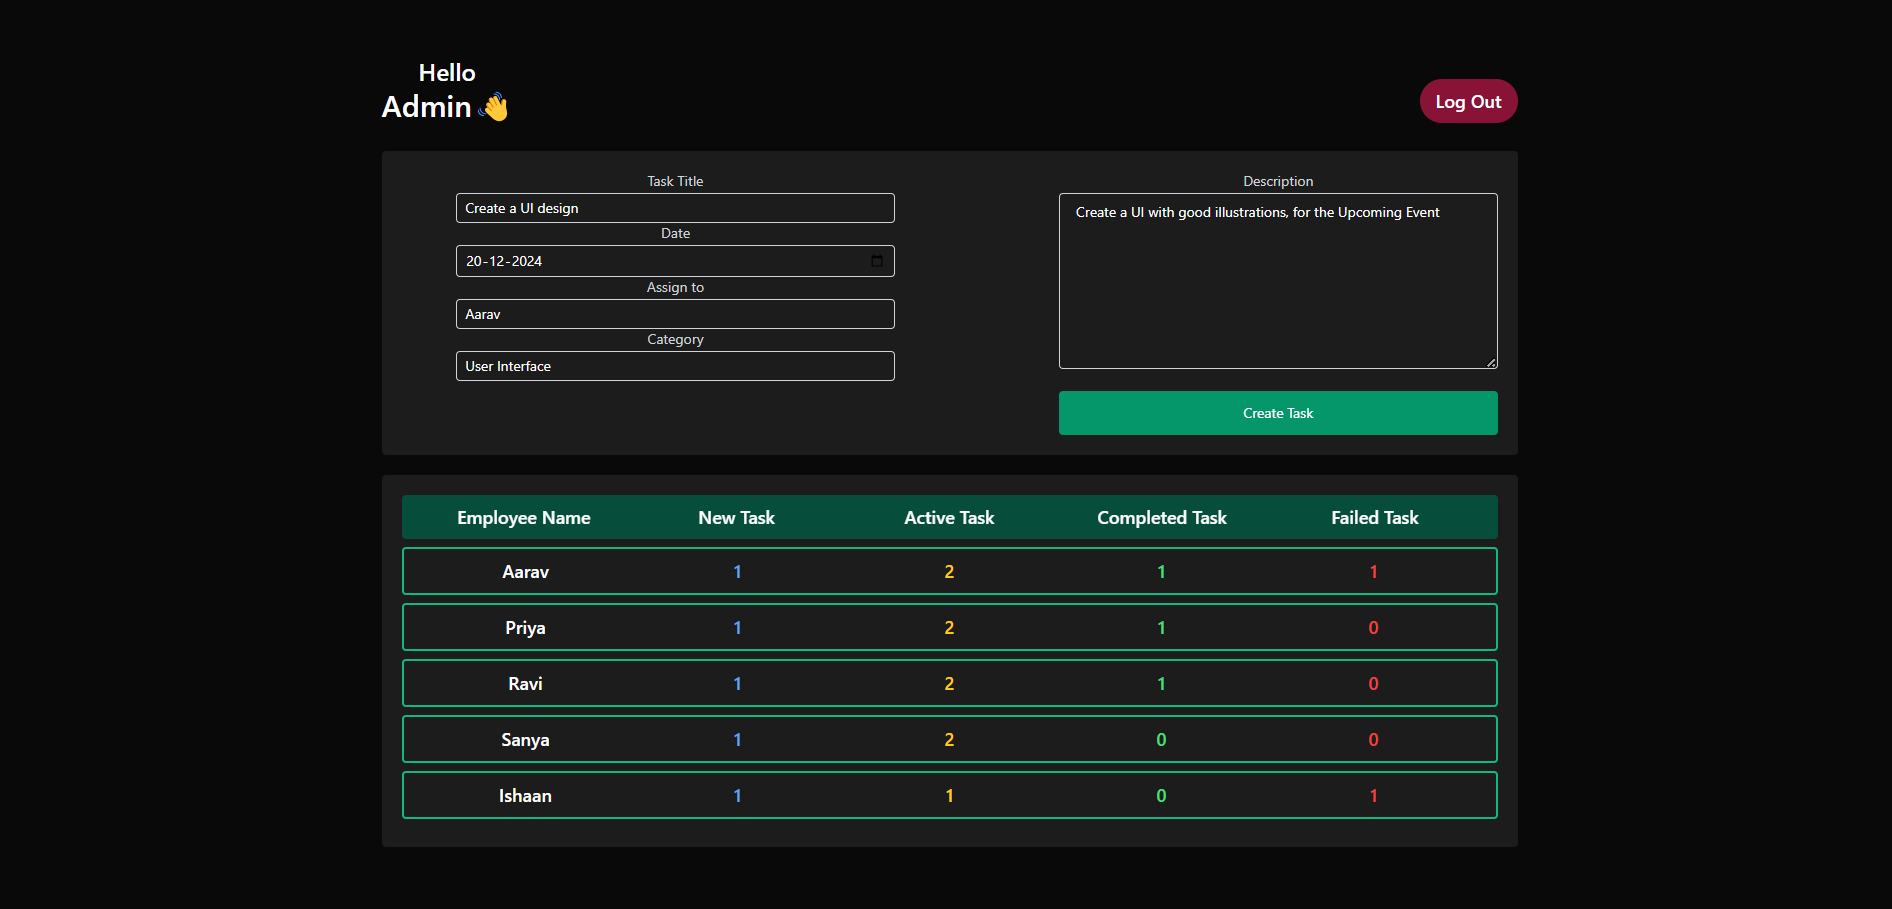 Hello
Admin 👋
Log Out
Task Title
Create a UI design
Date
20-12-2024
Assign to
Aarav
Category
User Interface
Description
Create a UI with good illustrations, for the Upcoming Event
Create Task
Employee Name New Task Active Task Completed Task Failed Task
Aarav 1 2 1 1
Priya 1 2 1 0
Ravi 1 2 1 0
Sanya 1 2 0 0
Ishaan 1 1 0 1